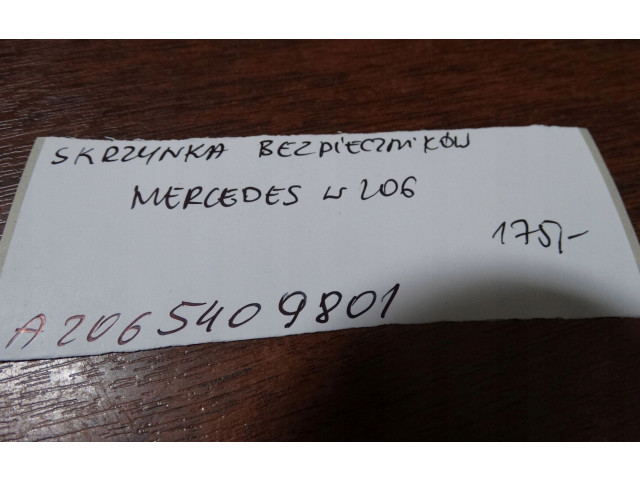 SKRZYNKA BEZPIECZNIKÓW
MERCEDES W206
175,-
A2065409801